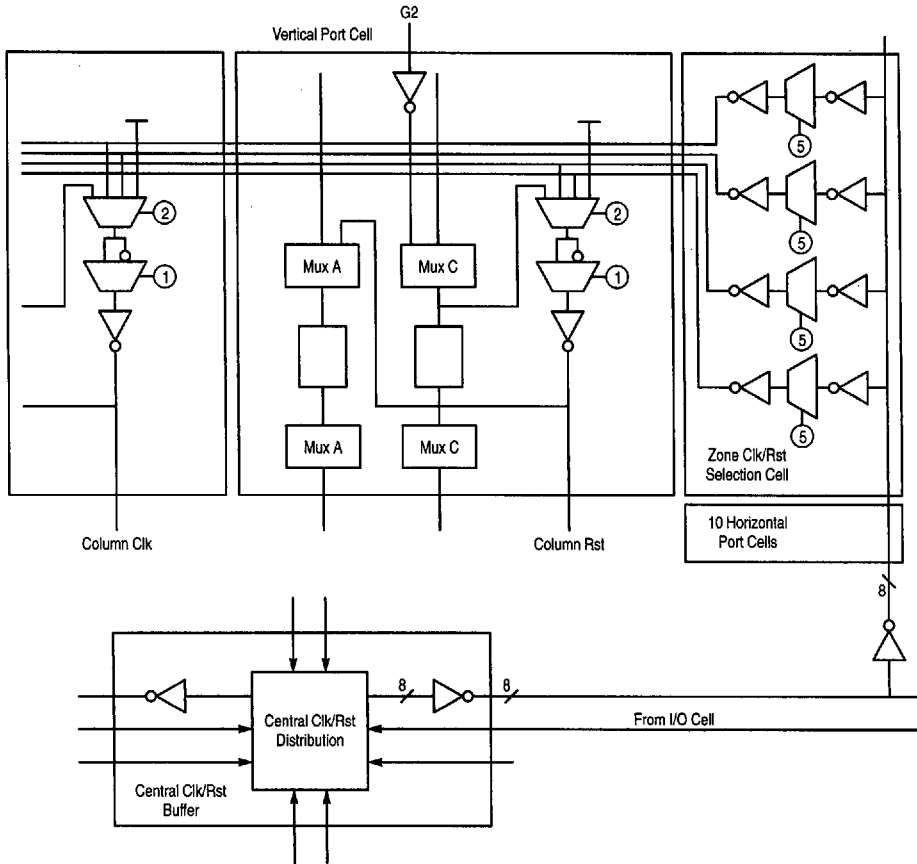 G2
Vertical Port Cell
5
5
2
2
Mux A
Mux C
1
1
5
Mux A
Mux C
5
Zone Clk/Rst
Selection Cell
Column Clk
Column Rst
10 Horizontal
Port Cells
8
8
8
Central Clk/Rst
Distribution
From I/O Cell
Central Clk/Rst
Buffer